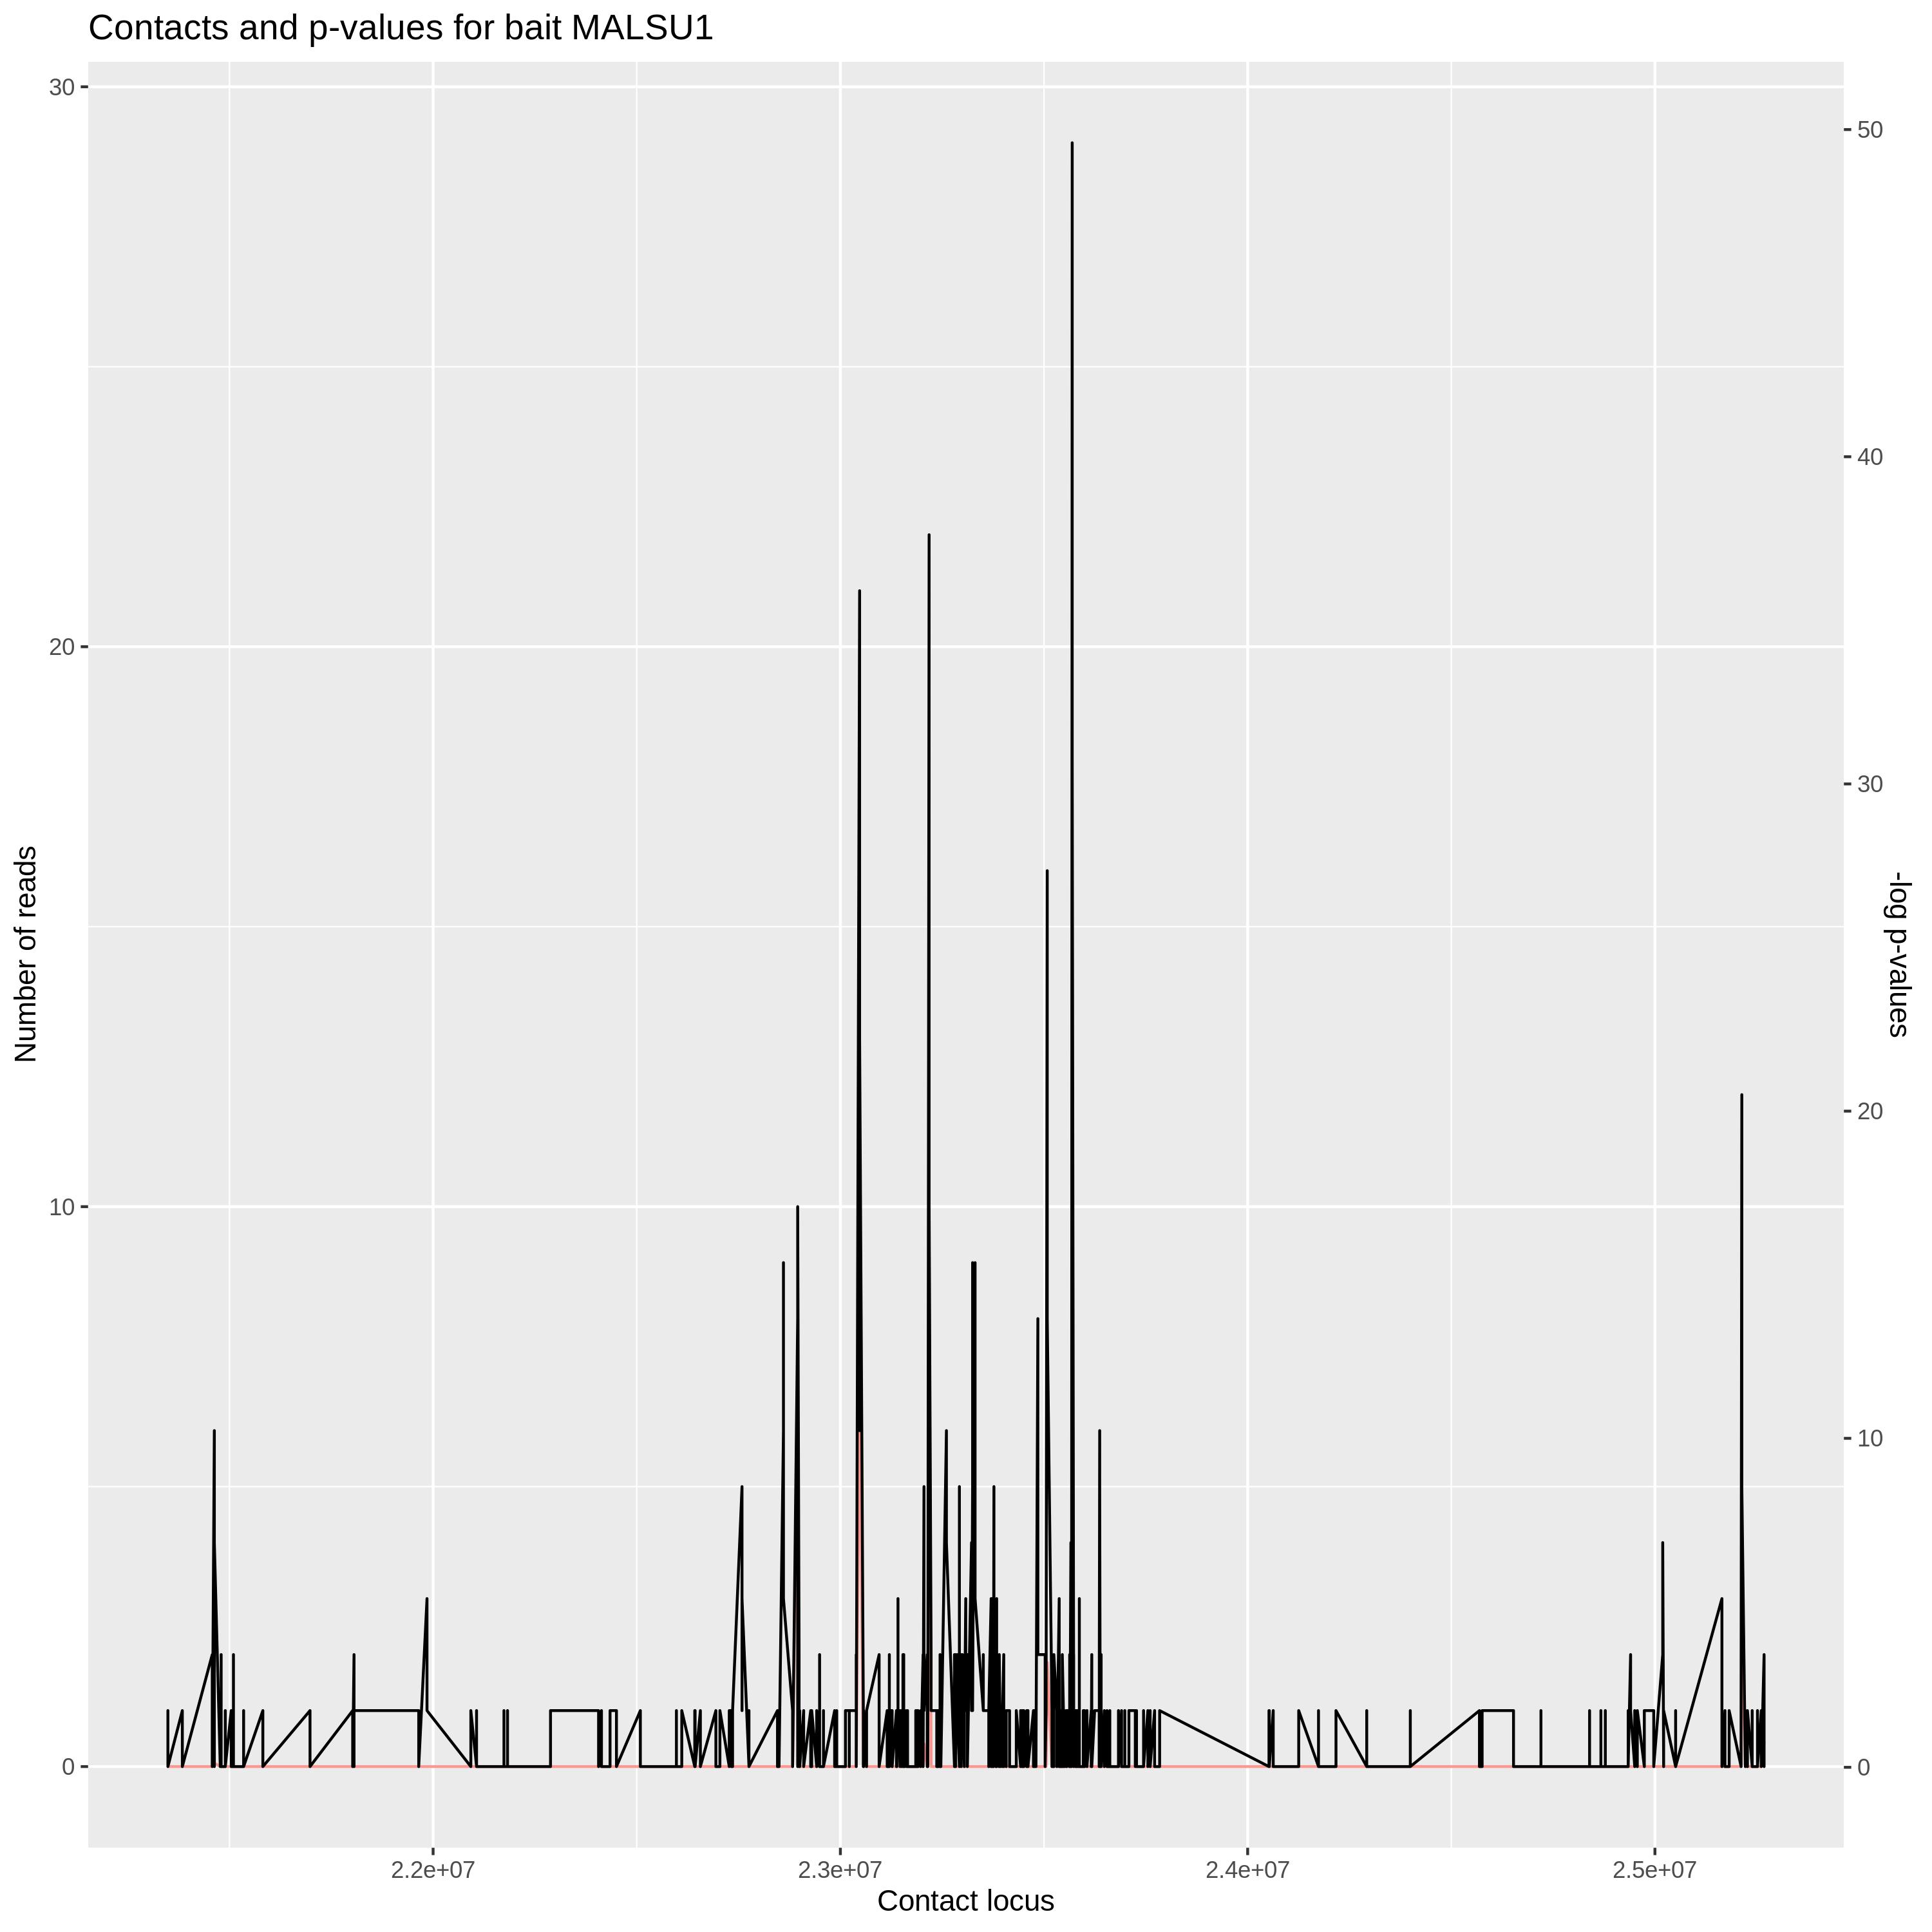 Contacts and p-values for bait MALSU1
30
20
10
0
Number of reads
50
40
30
20
10
0
-log p-values
2.2e+07
2.3e+07
2.4e+07
2.5e+07
Contact locus